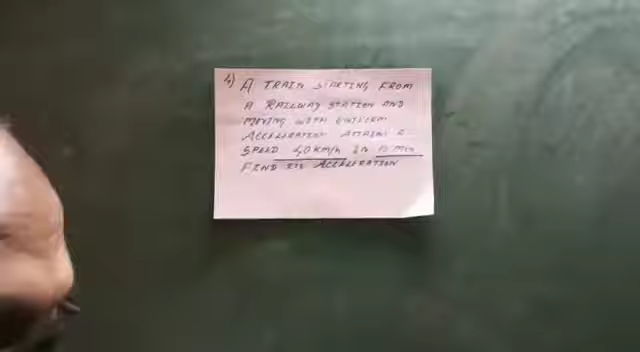 4) A TRAIN STARTING FROM
A RAILWAY STATION AND
MOVING WITH UNIFORM
ACCELERATION ATTAINS A
SPEED 40 KM/h IN 10 MIN
FIND ITS ACCELERATION